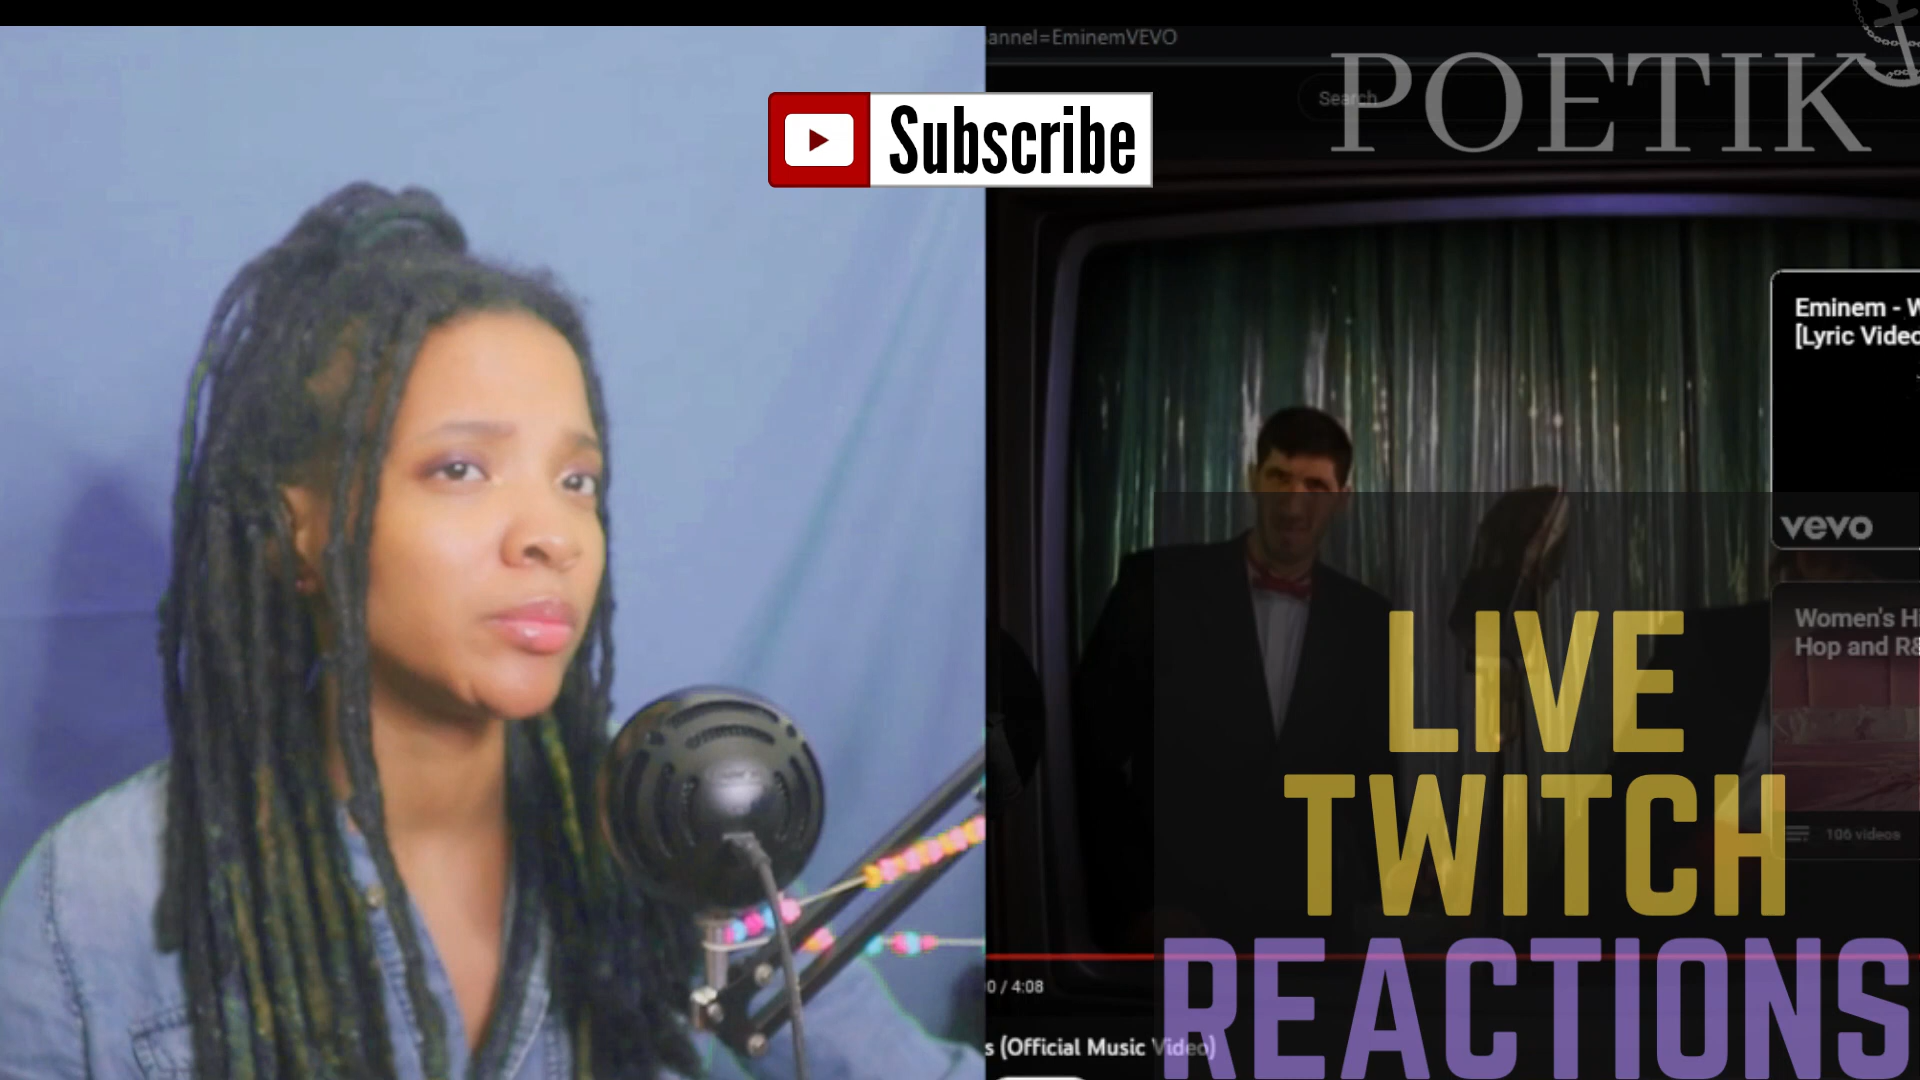 annel=EminemVEVO
Search
POETIK
Subscribe
Eminem - W
[Lyric Video
vevo
Women's Hi
Hop and R&
106 videos
LIVE
TWITCH
REACTIONS
0 / 4:08
s (Official Music Video)